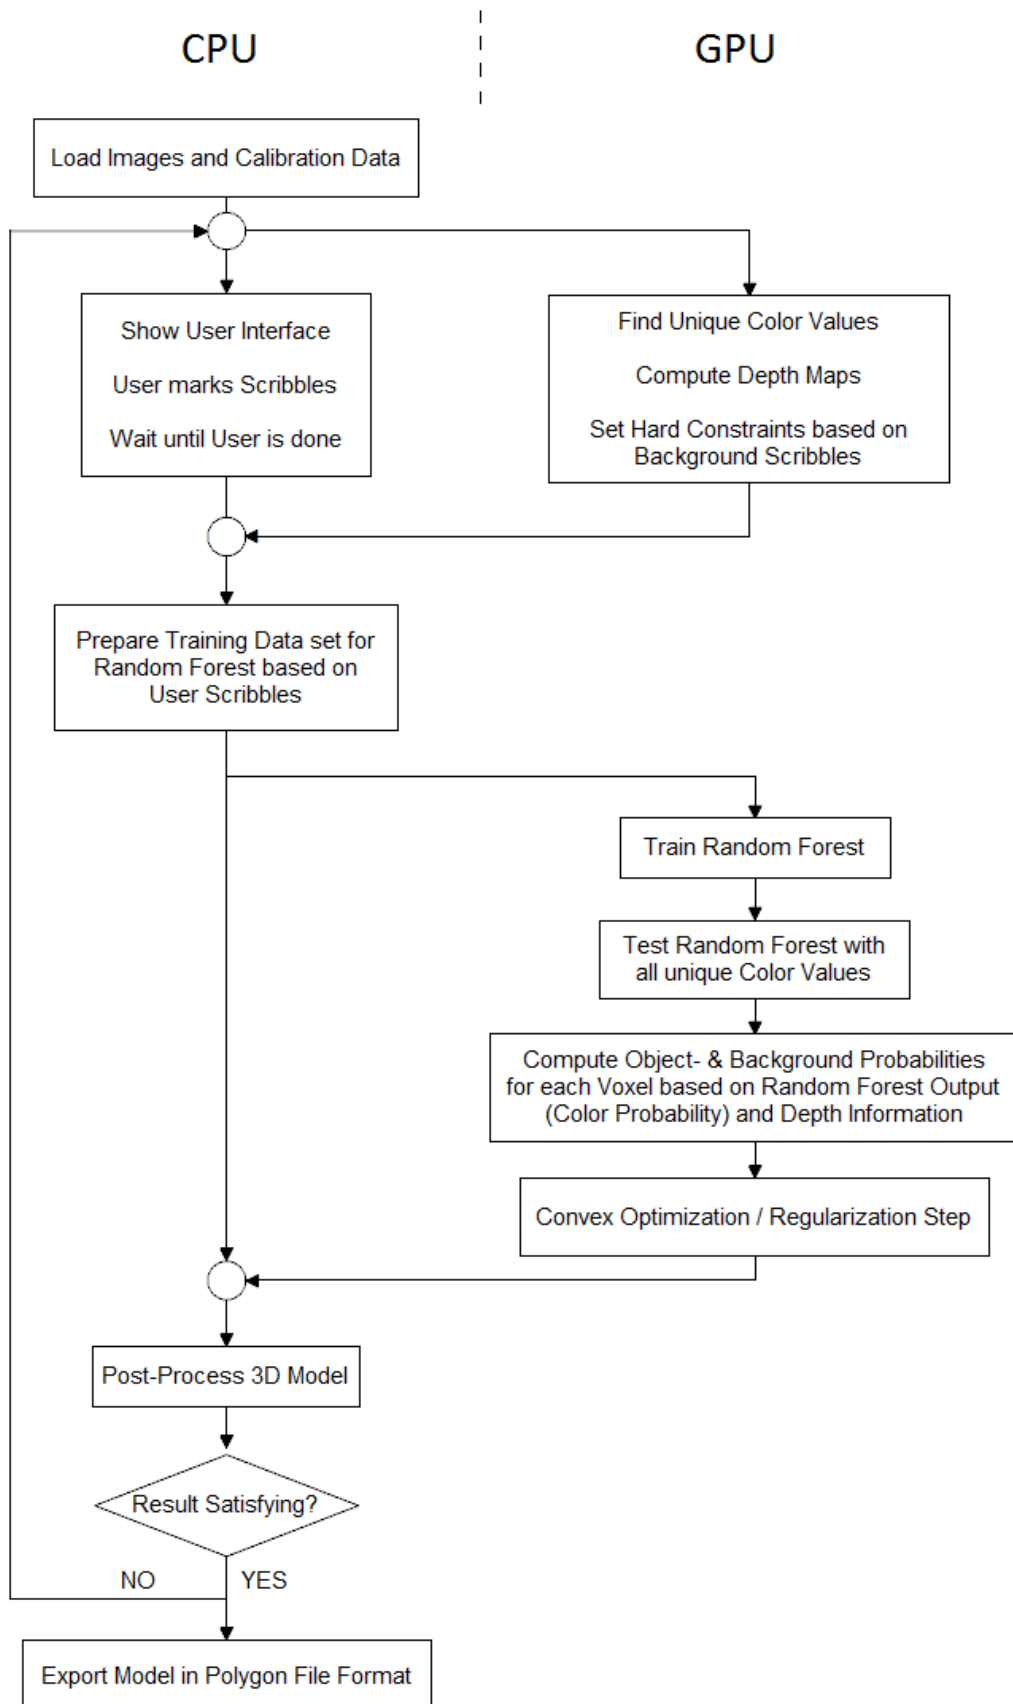 CPU
GPU
Load Images and Calibration Data
Show User Interface
User marks Scribbles
Wait until User is done
Find Unique Color Values
Compute Depth Maps
Set Hard Constraints based on
Background Scribbles
Prepare Training Data set for
Random Forest based on
User Scribbles
Train Random Forest
Test Random Forest with
all unique Color Values
Compute Object- & Background Probabilities
for each Voxel based on Random Forest Output
(Color Probability) and Depth Information
Convex Optimization / Regularization Step
Post-Process 3D Model
Result Satisfying?
NO
YES
Export Model in Polygon File Format